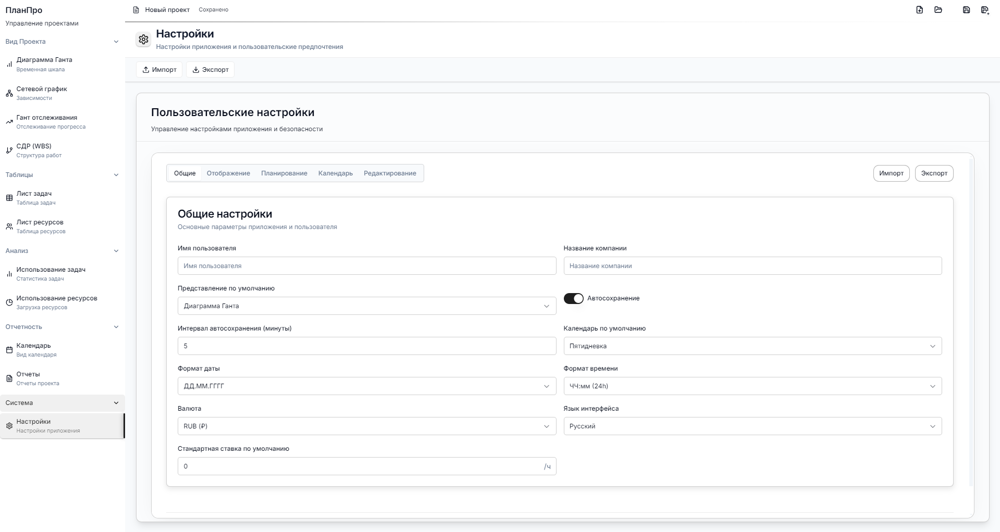 ПланПро
Управление проектами
Вид Проекта
Диаграмма Ганта
Временная шкала
Сетевой график
Зависимости
Гант отслеживания
Отслеживание прогресса
СДР (WBS)
Структура работ
Таблицы
Лист задач
Таблица задач
Лист ресурсов
Таблица ресурсов
Анализ
Использование задач
Статистика задач
Использование ресурсов
Загрузка ресурсов
Отчетность
Календарь
Вид календаря
Отчеты
Отчеты проекта
Система
Настройки
Настройки приложения
Новый проект Сохранено
Настройки
Настройки приложения и пользовательские предпочтения
Импорт Экспорт
Пользовательские настройки
Управление настройками приложения и безопасности
Общие Отображение Планирование Календарь Редактирование Импорт Экспорт
Общие настройки
Основные параметры приложения и пользователя
Имя пользователя Название компании
Имя пользователя Название компании
Представление по умолчанию
Диаграмма Ганта Автосохранение
Интервал автосохранения (минуты) Календарь по умолчанию
5 Пятидневка
Формат даты Формат времени
ДД.ММ.ГГГГ ЧЧ:мм (24h)
Валюта Язык интерфейса
RUB (₽) Русский
Стандартная ставка по умолчанию
0 /ч